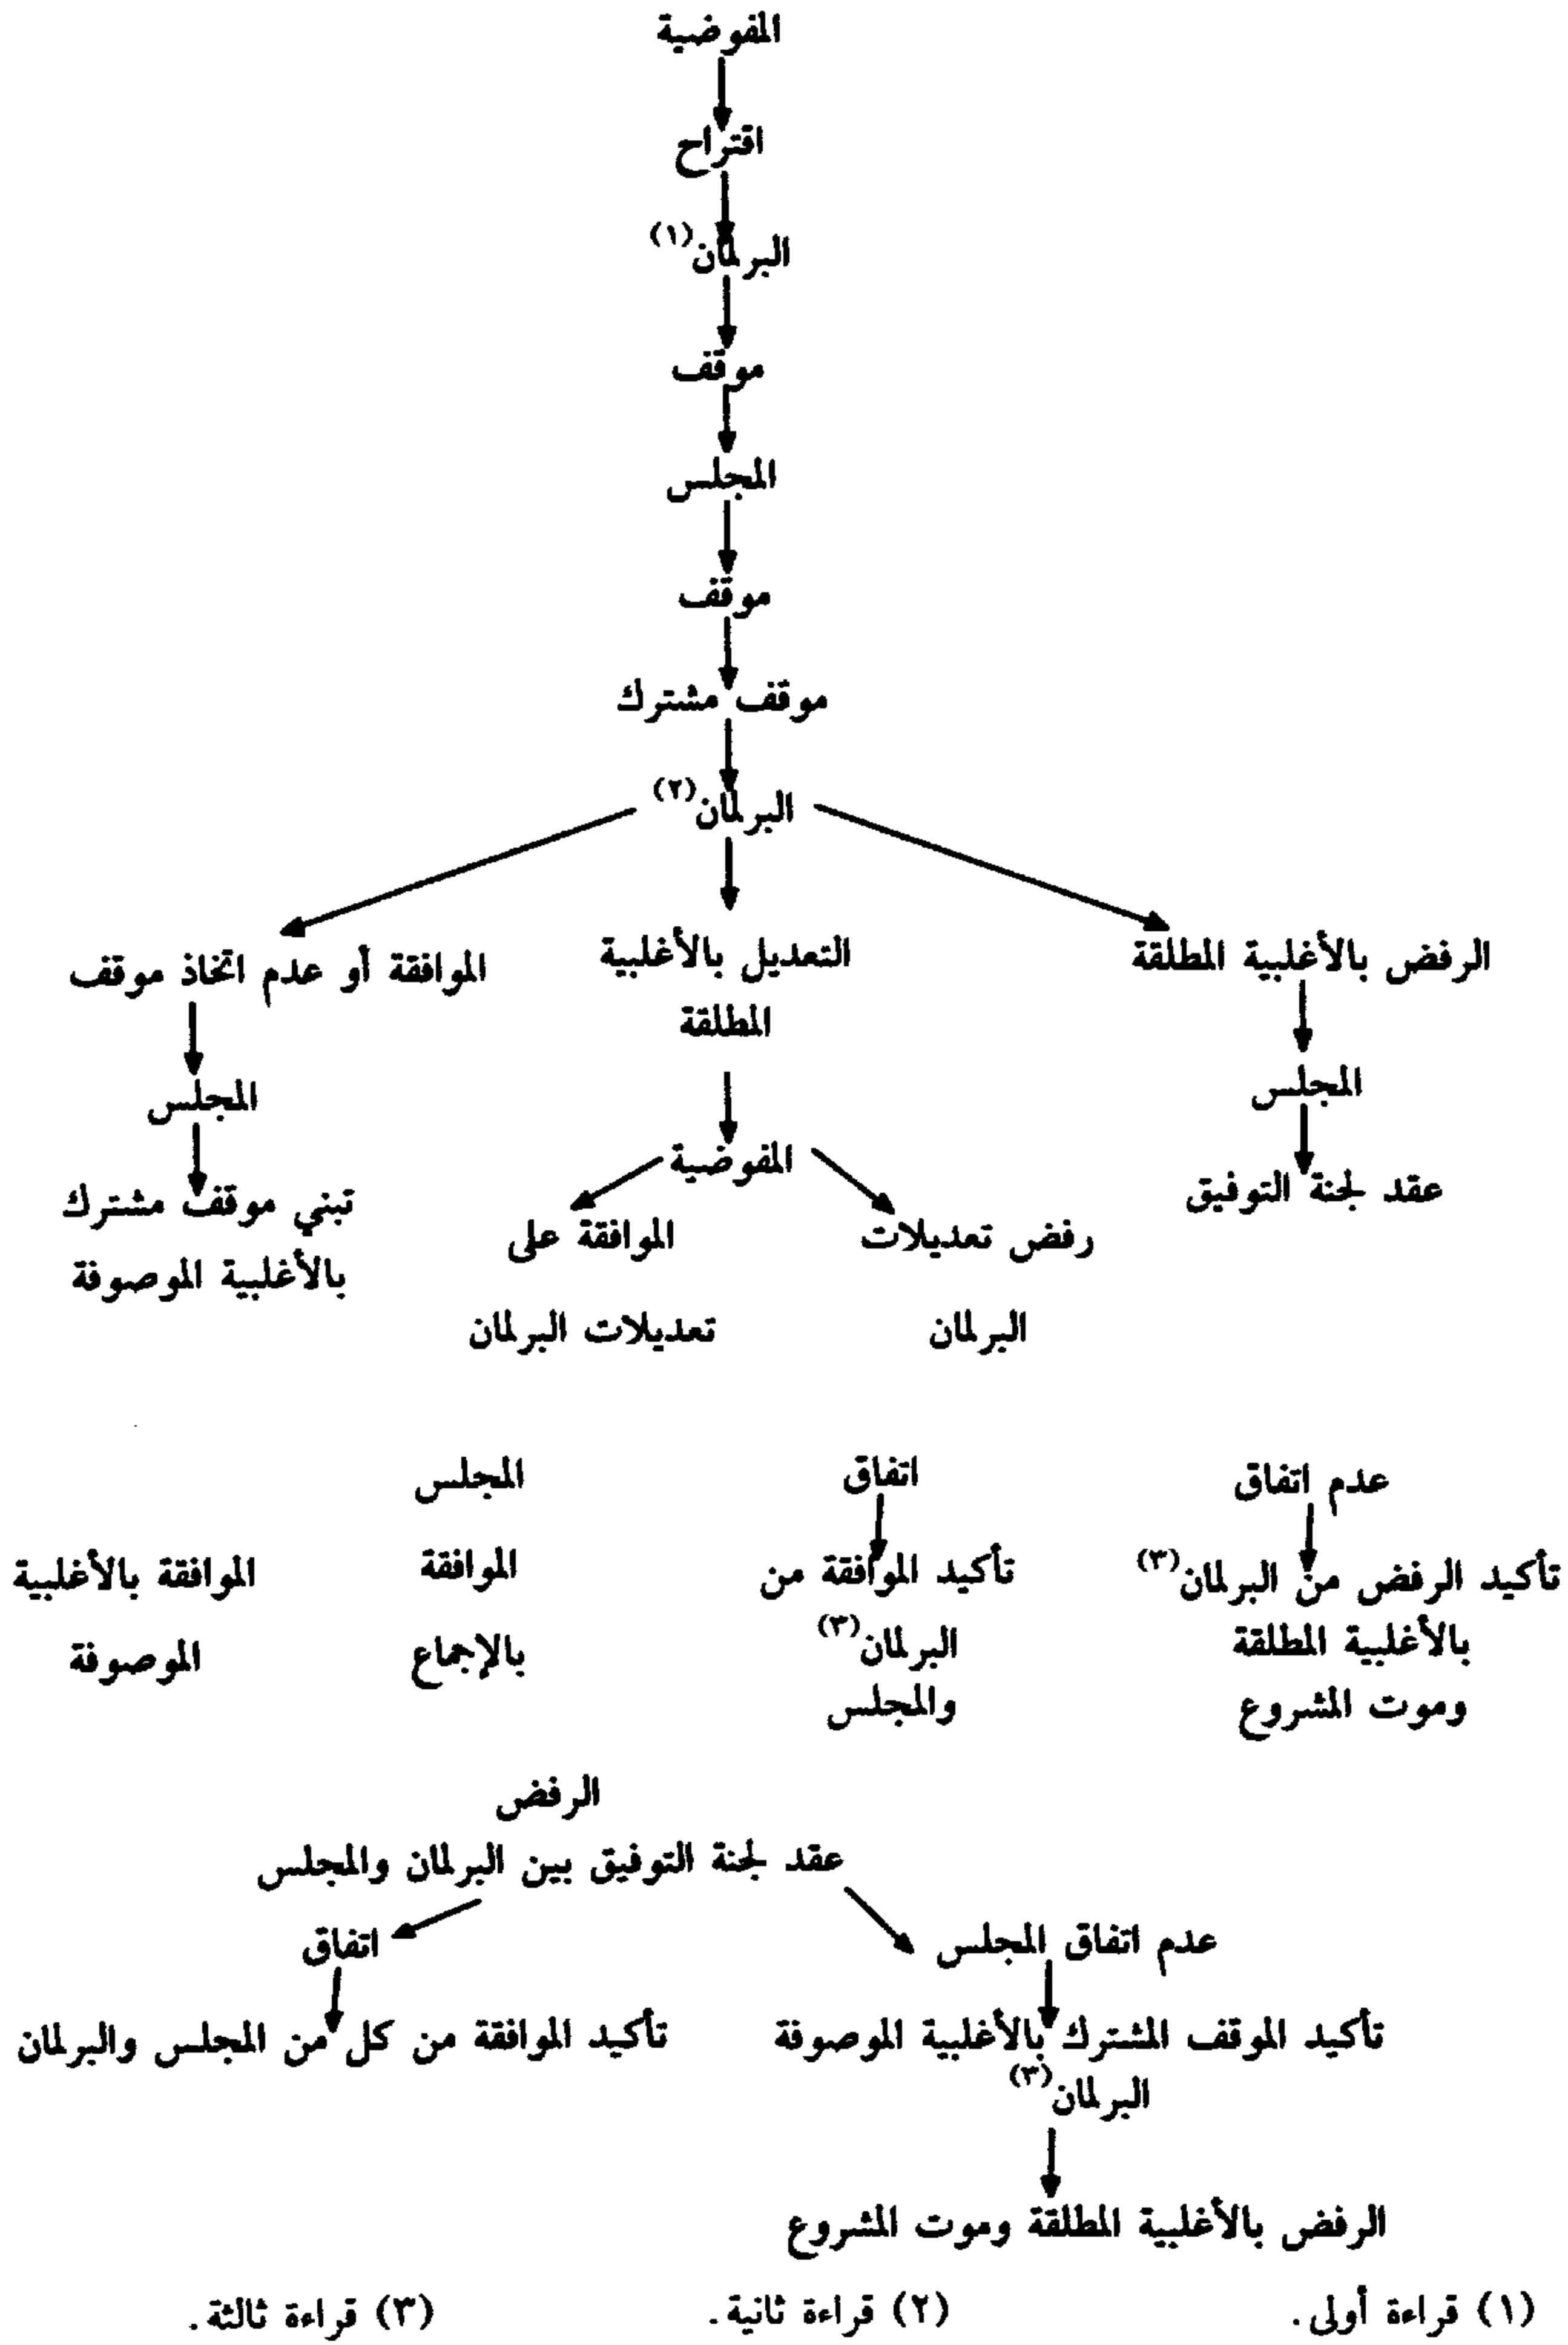 المفوضية
اقتراح
البرلمان(١)
موقف
المجلس
موقف
موقف مشترك
البرلمان(٢)
الرفض بالأغلبية المطلقة
التعديل بالأغلبية
الموافقة أو عدم اتخاذ موقف
المطلقة
المجلس
المجلس
المفوضية
عقد لجنة التوفيق
تبني موقف مشترك
رفض تعديلات
الموافقة على
بالأغلبية الموصوفة
البرلمان
تعديلات البرلمان
عدم اتفاق
اتفاق
المجلس
تأكيد الرفض من البرلمان(٣)
تأكيد الموافقة من
الموافقة
الموافقة بالأغلبية
بالأغلبية المطلقة
البرلمان(٣)
بالإجماع
الموصوفة
وموت المشروع
والمجلس
الرفض
عقد لجنة التوفيق بين البرلمان والمجلس
عدم اتفاق المجلس
اتفاق
تأكيد الموقف المشترك بالأغلبية الموصوفة
تأكيد الموافقة من كل من المجلس والبرلمان
البرلمان(٣)
الرفض بالأغلبية المطلقة وموت المشروع
(١) قراءة أولى.
(٢) قراءة ثانية.
(٣) قراءة ثالثة.